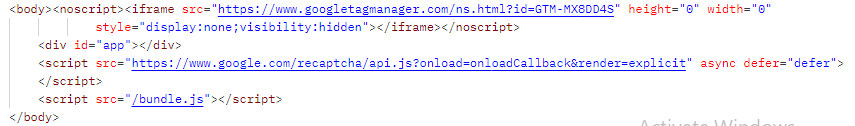 <body><noscript><iframe src="https://www.googletagmanager.com/ns.html?id=GTM-MX8DD4S" height="0" width="0"
style="display:none;visibility:hidden"></iframe></noscript>
<div id="app"></div>
<script src="https://www.google.com/recaptcha/api.js?onload=onloadCallback&render=explicit" async defer="defer">
</script>
<script src="/bundle.js"></script>
</body>
Activate Windows